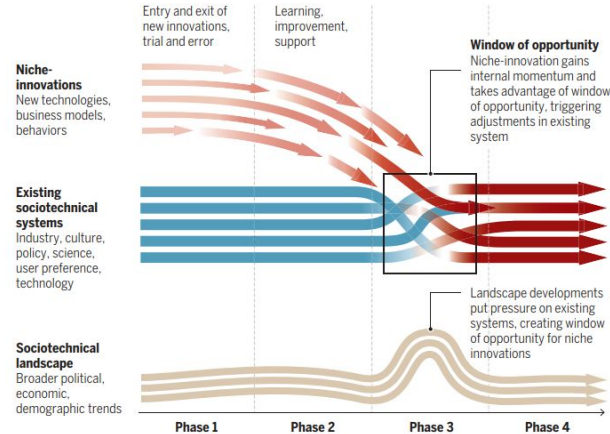 Entry and exit of
new innovations,
trial and error
Learning,
improvement,
support
Niche-
innovations
New technologies,
business models,
behaviors
Window of opportunity
Niche-innovation gains
internal momentum and
takes advantage of window
of opportunity, triggering
adjustments in existing
system
Existing
sociotechnical
systems
Industry, culture,
policy, science,
user preference,
technology
Landscape developments
put pressure on existing
systems, creating window
of opportunity for niche
innovations
Sociotechnical
landscape
Broader political,
economic,
demographic trends
Phase 1
Phase 2
Phase 3
Phase 4